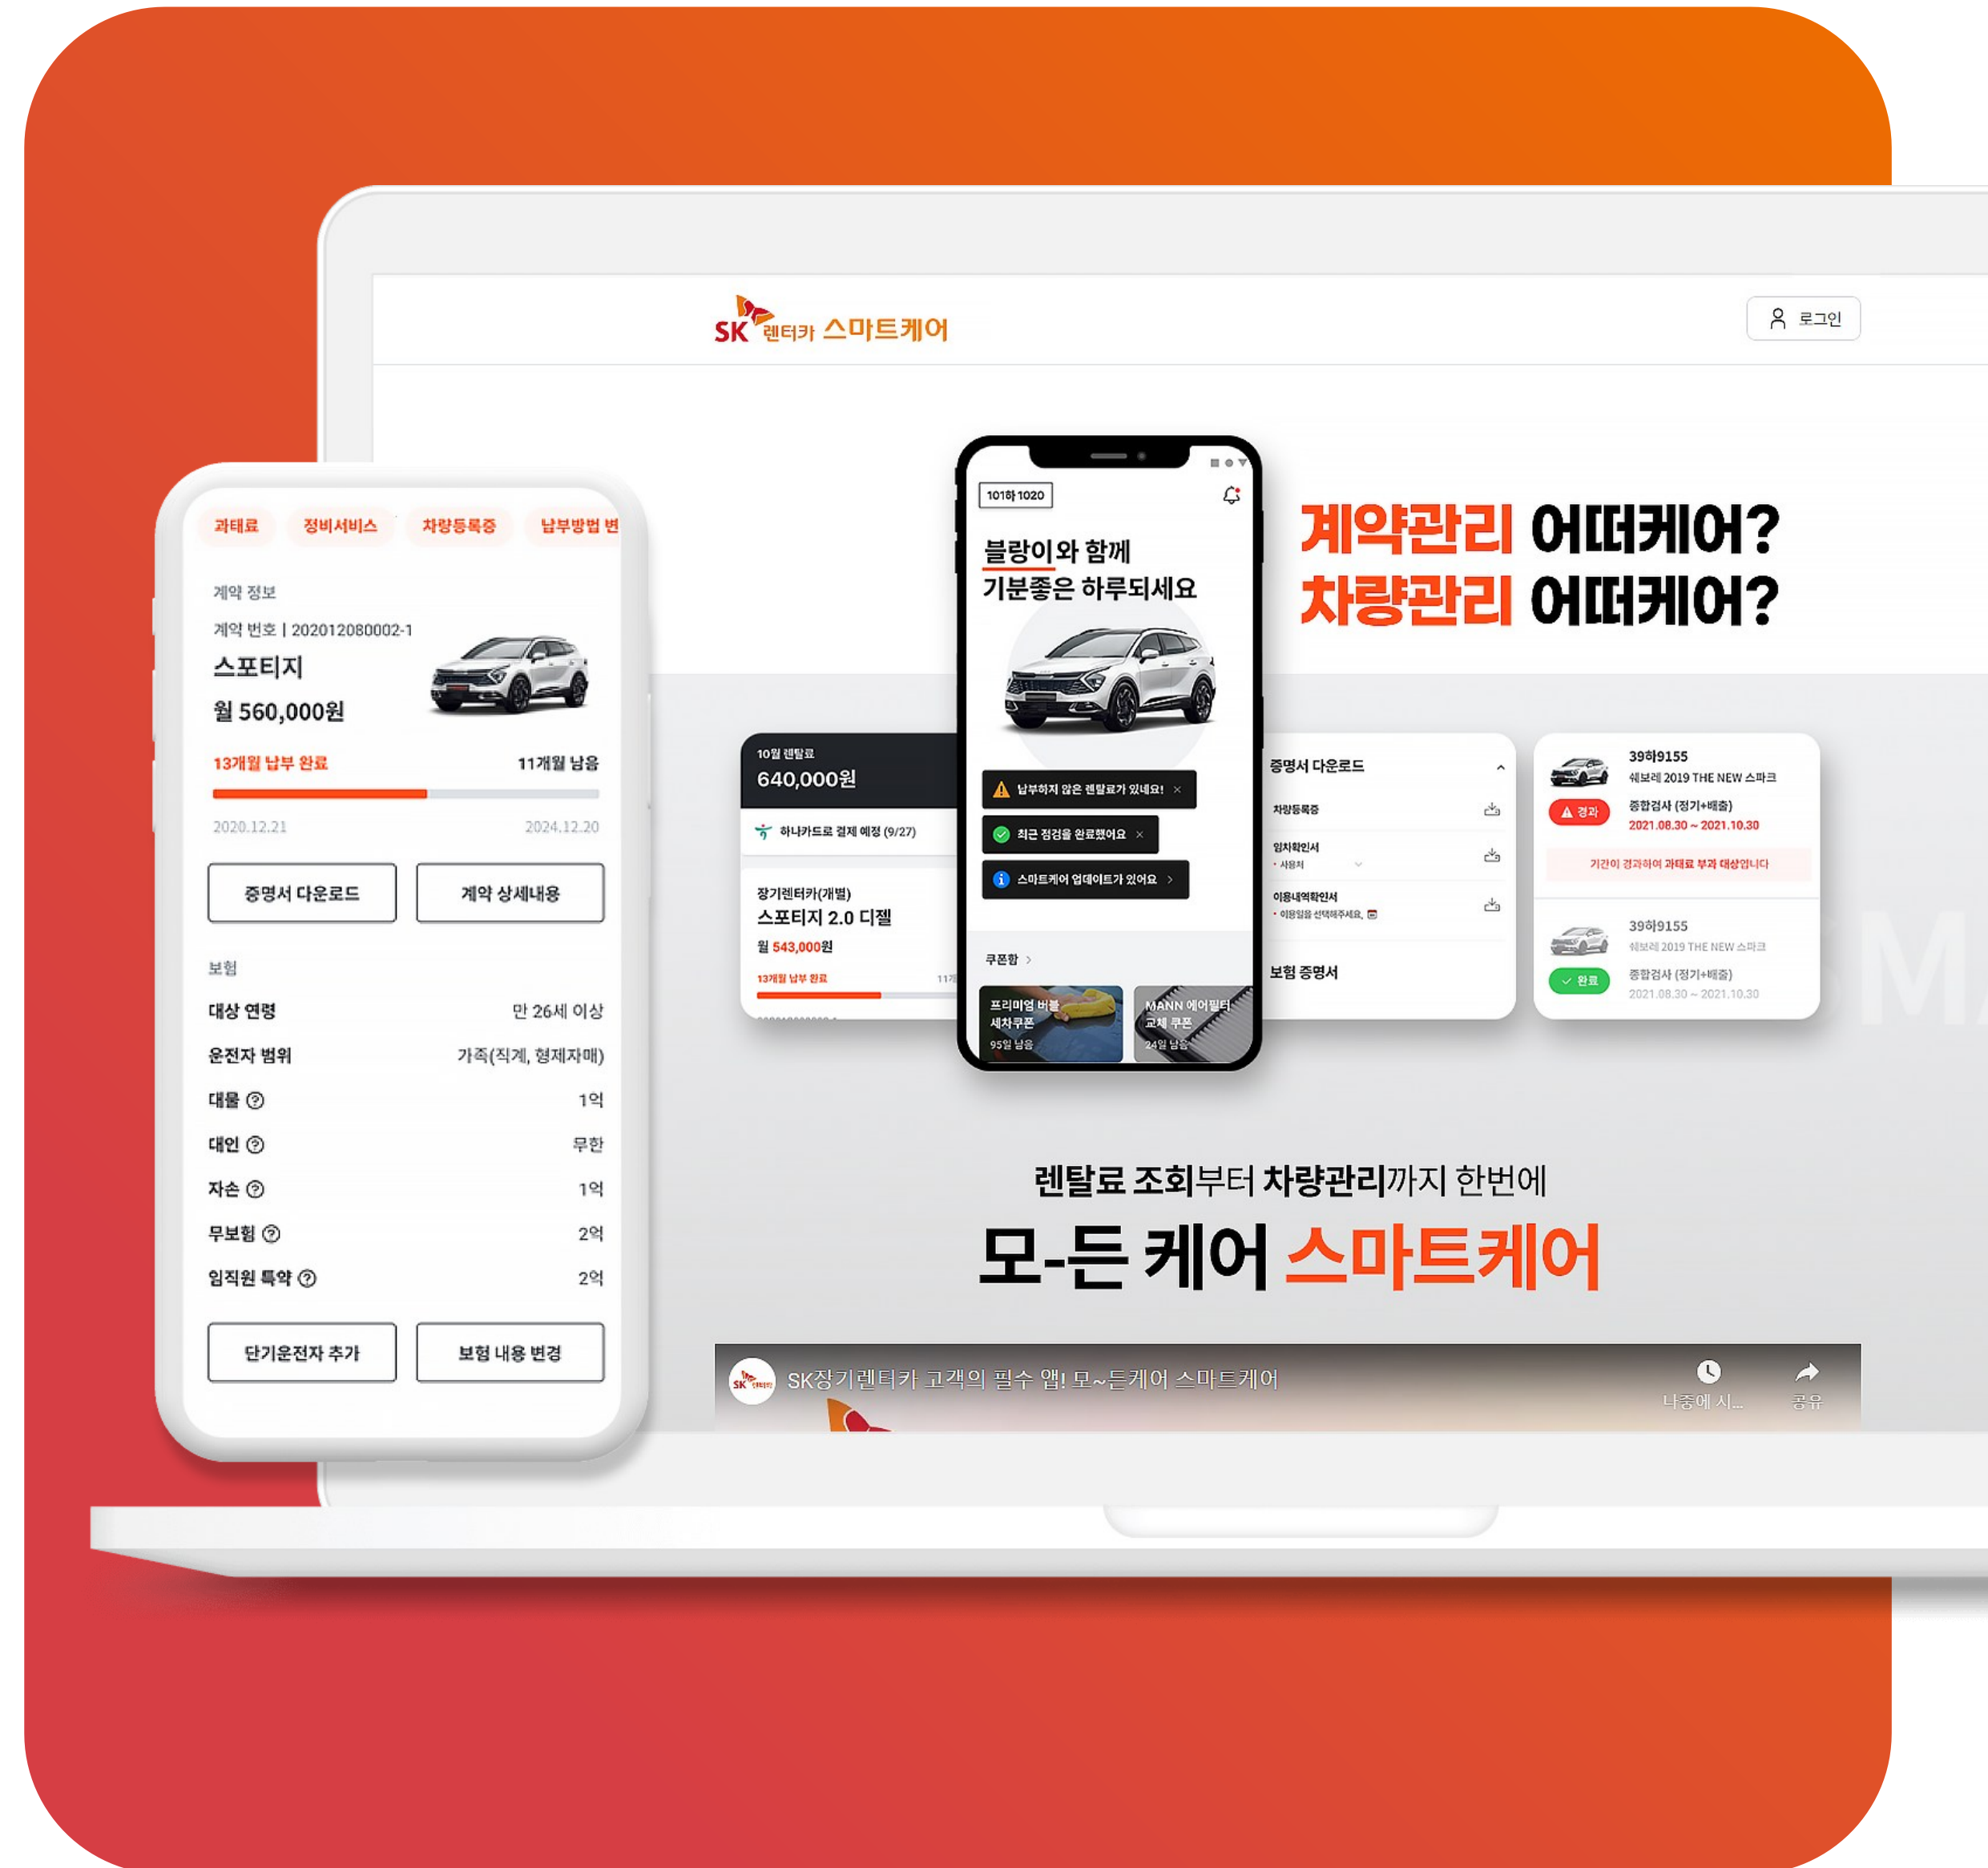 SK렌터카 스마트케어
로그인
계약관리 어떠케어?
차량관리 어떠케어?
과태료 정비서비스 차량등록증 납부방법 변
계약 정보
계약 번호 | 202012080002-1
스포티지
월 560,000원
13개월 납부 완료 11개월 남음
2020.12.21 2024.12.20
증명서 다운로드 계약 상세내용
보험
대상 연령 만 26세 이상
운전자 범위 가족(직계, 형제자매)
대물 1억
대인 무한
자손 1억
무보험 2억
임직원 특약 2억
단기운전자 추가 보험 내용 변경
10월 렌탈료
640,000원
하나카드로 결제 예정 (9/27)
장기렌터카(개별)
스포티지 2.0 디젤
월 543,000원
13개월 납부 완료 11개
101하 1020
블랑이와 함께
기분좋은 하루되세요
납부하지 않은 렌탈료가 있네요!
최근 점검을 완료했어요
스마트케어 업데이트가 있어요
쿠폰함
프리미엄 버블
세차쿠폰
95일 남음
MANN 에어필터
교체 쿠폰
24일 남음
증명서 다운로드
차량등록증
임차확인서
• 사용처
이용내역확인서
• 이용일을 선택해주세요.
보험 증명서
39하9155
쉐보레 2019 THE NEW 스파크
경과
종합검사 (정기+배출)
2021.08.30 ~ 2021.10.30
기간이 경과하여 과태료 부과 대상입니다
39하9155
쉐보레 2019 THE NEW 스파크
완료
종합검사 (정기+배출)
2021.08.30 ~ 2021.10.30
SMA
렌탈료 조회부터 차량관리까지 한번에
모-든 케어 스마트케어
SK렌터카
SK장기렌터카 고객의 필수 앱! 모~든케어 스마트케어
나중에 시...
공유